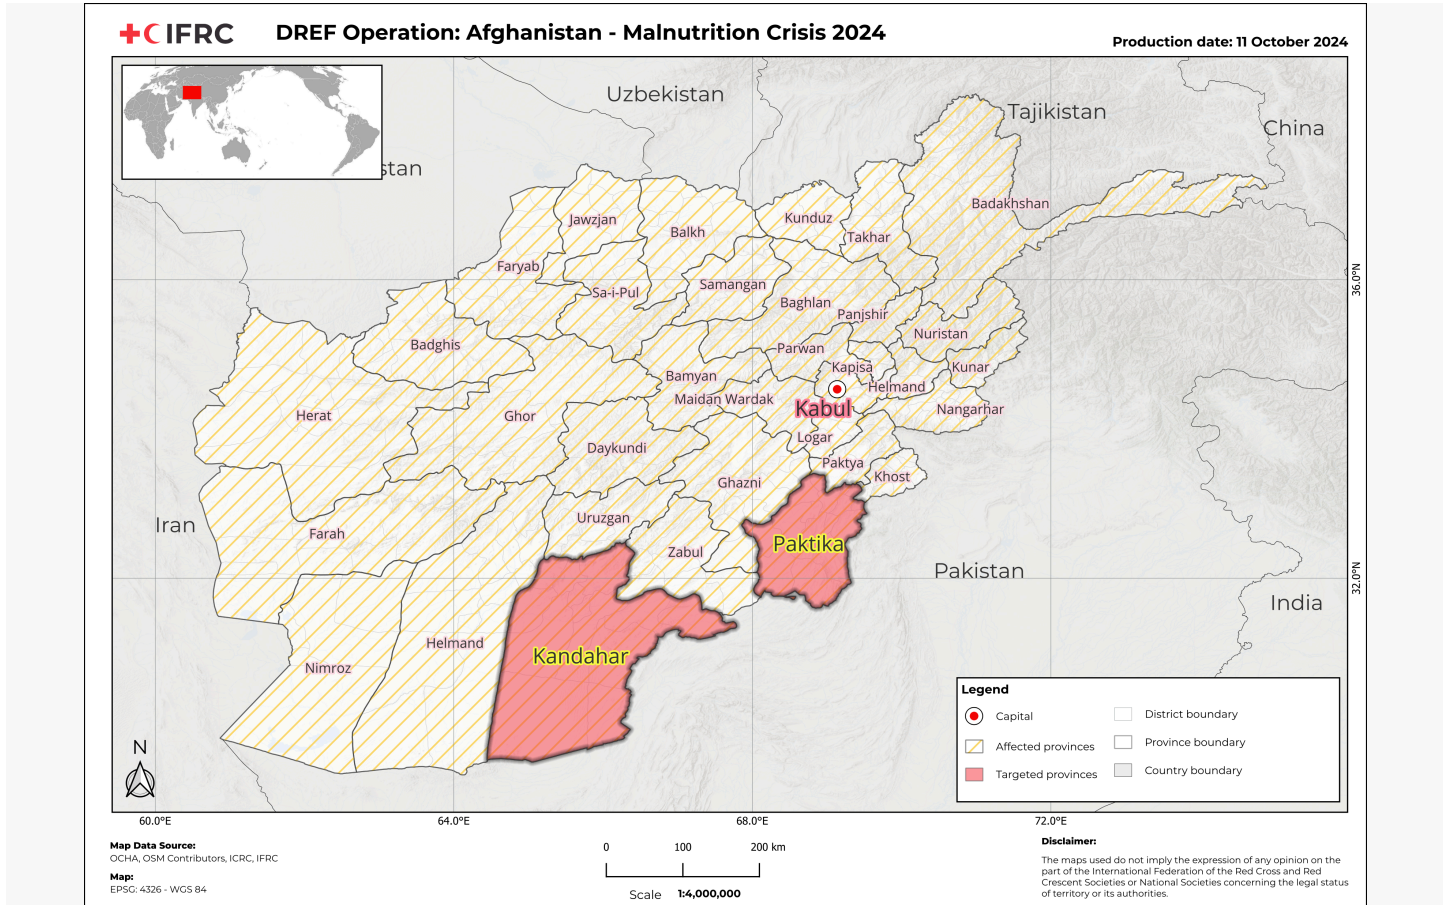 IFRC
DREF Operation: Afghanistan - Malnutrition Crisis 2024
Production date: 11 October 2024
Uzbekistan
Tajikistan
China
stan
Badakhshan
Jawzjan
Kunduz
Balkh
Takhar
Faryab
Samangan
Sa-i-Pul
Baghlan
Panjshir
36.0°N
Nuristan
Badghis
Parwan
Kapisa
Kunar
Bamyan
Helmand
Maidan Wardak
Kabul
Nangarhar
Herat
Ghor
Logar
Daykundi
Paktya
Khost
Ghazni
Uruzgan
Iran
Farah
Paktika
Zabul
Pakistan
32.0°N
India
Helmand
Kandahar
Nimroz
Legend
Capital
District boundary
Affected provinces
Province boundary
Targeted provinces
Country boundary
N
60.0°E
64.0°E
68.0°E
72.0°E
Map Data Source:
OCHA, OSM Contributors, ICRC, IFRC
Map:
EPSG: 4326 - WGS 84
0 100 200 km
Scale 1:4,000,000
Disclaimer:
The maps used do not imply the expression of any opinion on the
part of the International Federation of the Red Cross and Red
Crescent Societies or National Societies concerning the legal status
of territory or its authorities.